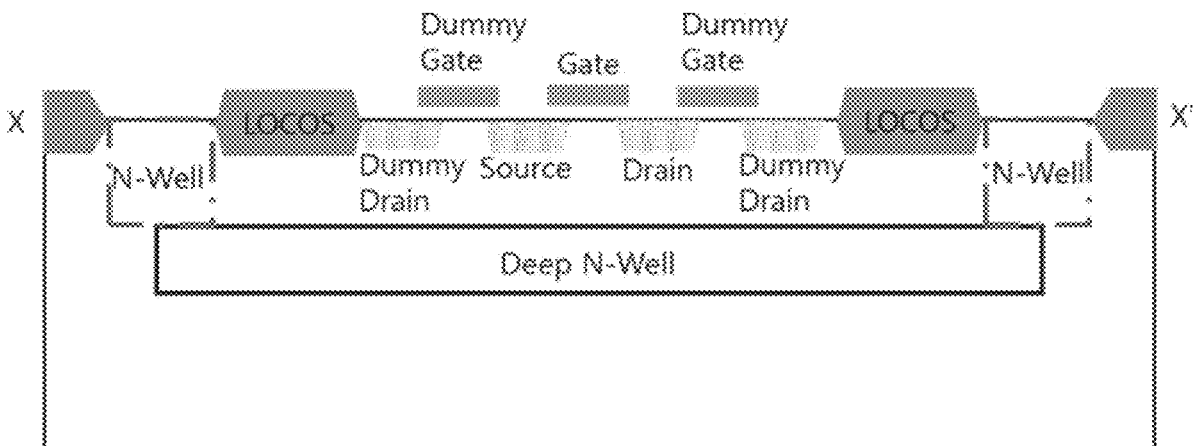 Dummy
Gate
Gate
Dummy
Gate
X
LOCOS
LOCOS
X'
N-Well
Dummy
Drain
Source
Drain
Dummy
Drain
N-Well
Deep N-Well